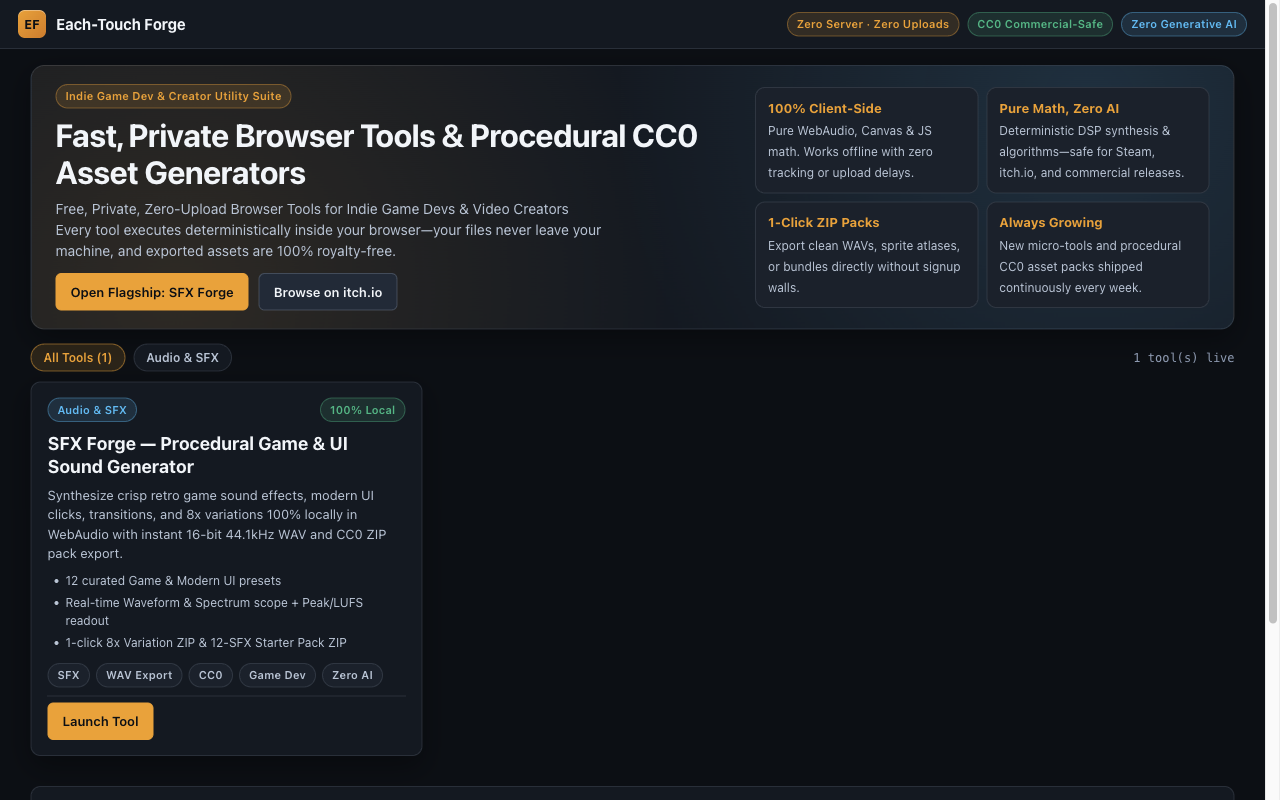 EF
Each-Touch Forge
Zero Server · Zero Uploads
CC0 Commercial-Safe
Zero Generative AI
Indie Game Dev & Creator Utility Suite
Fast, Private Browser Tools & Procedural CC0
Asset Generators
Free, Private, Zero-Upload Browser Tools for Indie Game Devs & Video Creators
Every tool executes deterministically inside your browser—your files never leave your
machine, and exported assets are 100% royalty-free.
Open Flagship: SFX Forge
Browse on itch.io
100% Client-Side
Pure WebAudio, Canvas & JS
math. Works offline with zero
tracking or upload delays.
Pure Math, Zero AI
Deterministic DSP synthesis &
algorithms—safe for Steam,
itch.io, and commercial releases.
1-Click ZIP Packs
Export clean WAVs, sprite atlases,
or bundles directly without signup
walls.
Always Growing
New micro-tools and procedural
CC0 asset packs shipped
continuously every week.
All Tools (1)
Audio & SFX
1 tool(s) live
Audio & SFX
100% Local
SFX Forge — Procedural Game & UI
Sound Generator
Synthesize crisp retro game sound effects, modern UI
clicks, transitions, and 8x variations 100% locally in
WebAudio with instant 16-bit 44.1kHz WAV and CC0 ZIP
pack export.
• 12 curated Game & Modern UI presets
• Real-time Waveform & Spectrum scope + Peak/LUFS
readout
• 1-click 8x Variation ZIP & 12-SFX Starter Pack ZIP
SFX
WAV Export
CC0
Game Dev
Zero AI
Launch Tool